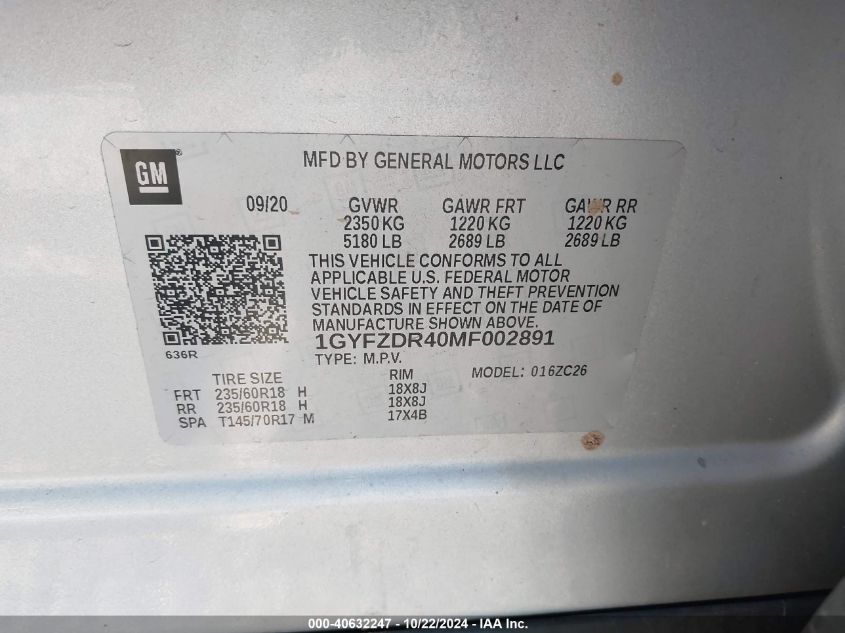 GM
MFD BY GENERAL MOTORS LLC
09/20 GVWR GAWR FRT GAWR RR
2350 KG 1220 KG 1220 KG
5180 LB 2689 LB 2689 LB
THIS VEHICLE CONFORMS TO ALL
APPLICABLE U.S. FEDERAL MOTOR
VEHICLE SAFETY AND THEFT PREVENTION
STANDARDS IN EFFECT ON THE DATE OF
MANUFACTURE SHOWN ABOVE.
1GYFZDR40MF002891
636R
TYPE: M.P.V. MODEL: 016ZC26
TIRE SIZE RIM
FRT 235/60R18 H 18X8J
RR 235/60R18 H 18X8J
SPA T145/70R17 M 17X4B
000-40632247 - 10/22/2024 - IAA Inc.